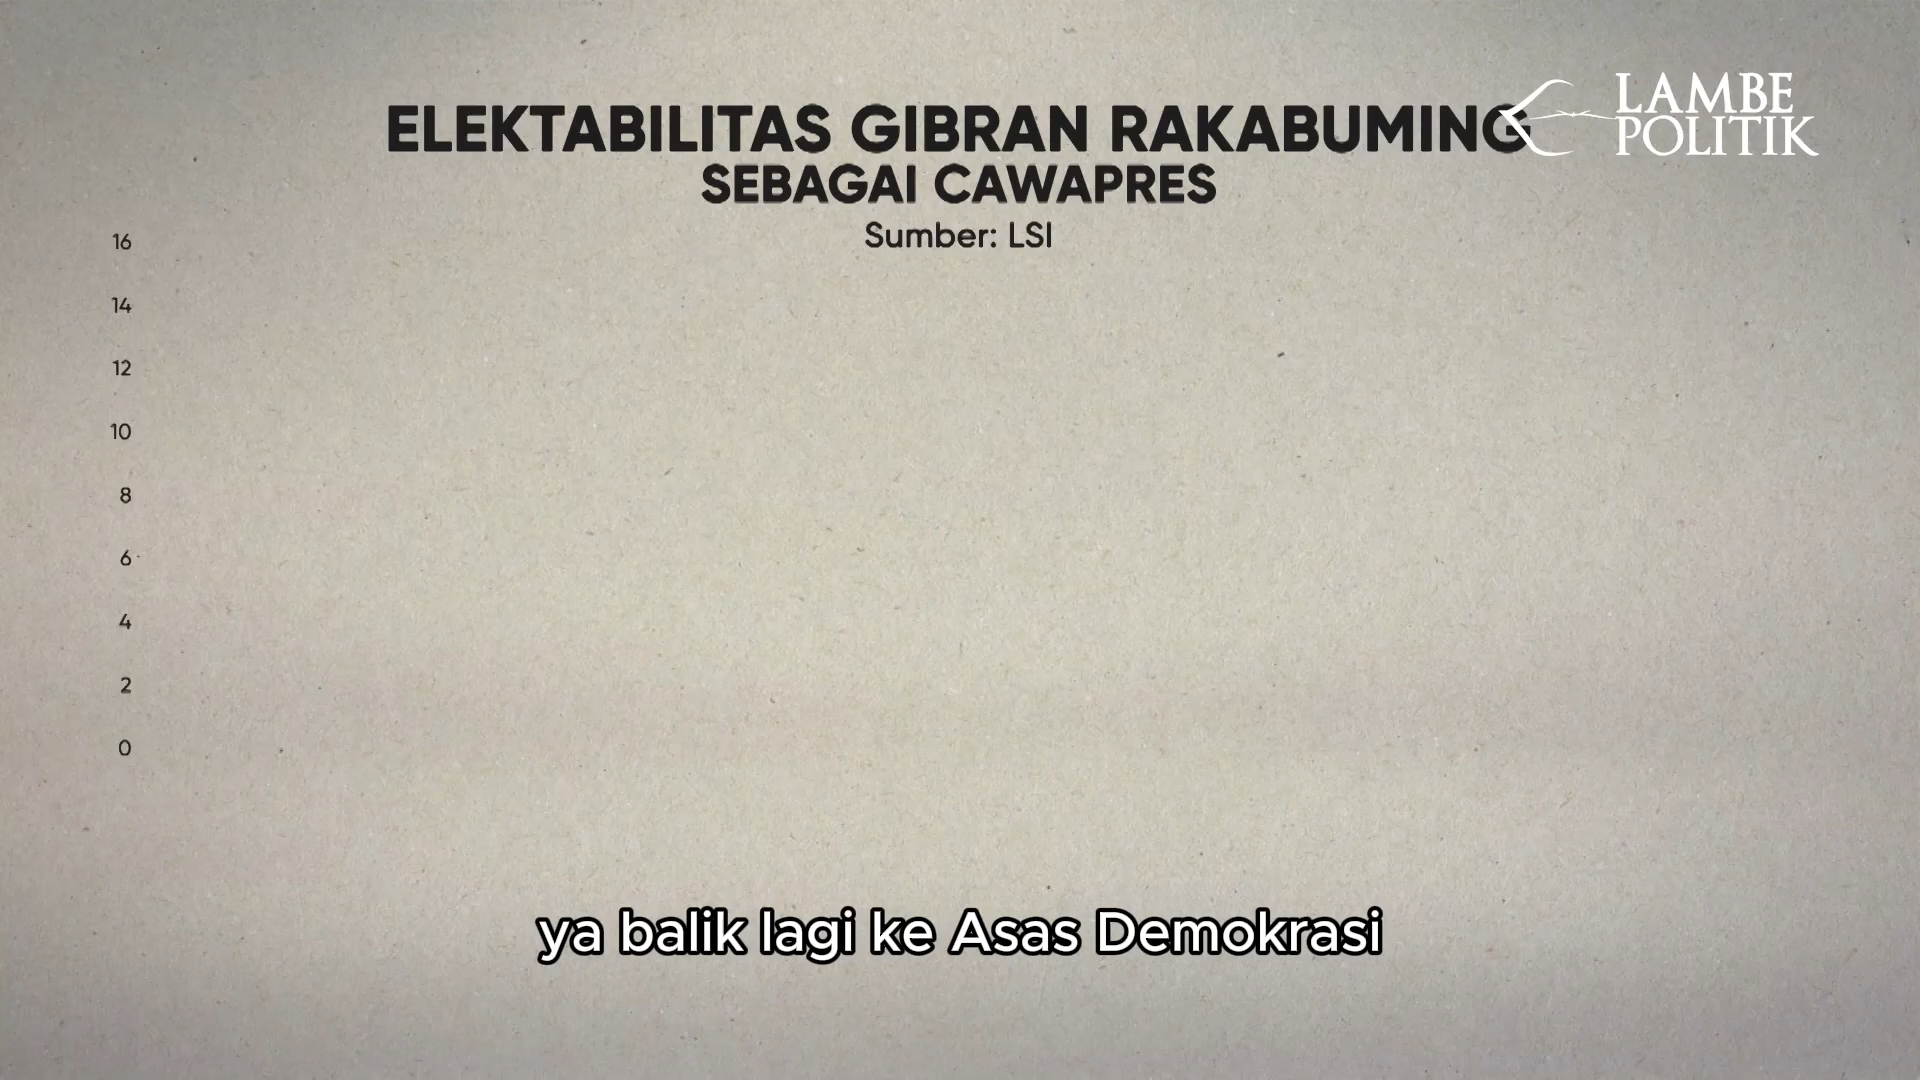 ELEKTABILITAS GIBRAN RAKABUMING
LAMBE
POLITIK
SEBAGAI CAWAPRES
Sumber: LSI
16
14
12
10
8
6
4
2
0
ya balik lagi ke Asas Demokrasi